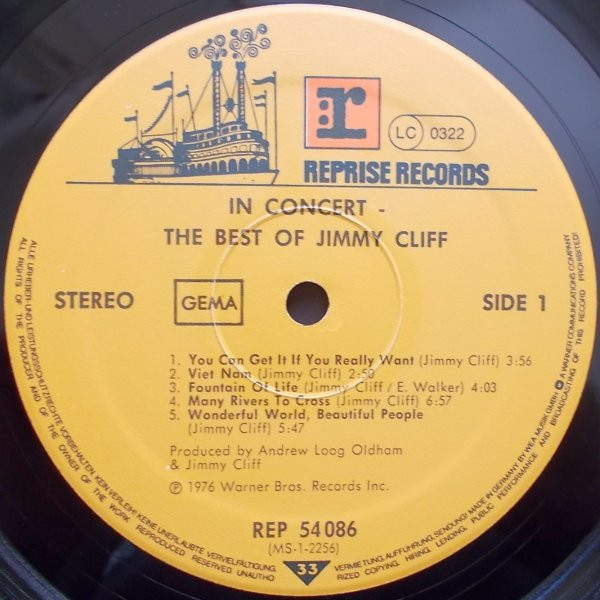 r
LC 0322
REPRISE RECORDS
IN CONCERT -
THE BEST OF JIMMY CLIFF
STEREO
GEMA
SIDE 1
1. You Can Get It If You Really Want (Jimmy Cliff) 3:56
2. Viet Nam (Jimmy Cliff) 2:50
3. Fountain Of Life (Jimmy Cliff / E. Walker) 4:03
4. Many Rivers To Cross (Jimmy Cliff) 6:57
5. Wonderful World, Beautiful People
(Jimmy Cliff) 5:47
Produced by Andrew Loog Oldham
& Jimmy Cliff
℗ 1976 Warner Bros. Records Inc.
REP 54 086
(MS-1-2256)
33
ALLE URHEBER- UND LEISTUNGSSCHUTZRECHTE VORBEHALTEN. KEIN VERLEIH! KEINE UNERLAUBTE VERVIELFÄLTIGUNG,
VERMIETUNG, AUFFÜHRUNG, SENDUNG! MADE IN GERMANY BY WEA MUSIK GMBH A WARNER COMMUNICATIONS COMPANY
ALL RIGHTS OF THE PRODUCER AND OF THE OWNER OF THE WORK REPRODUCED RESERVED UNAUTHO
RIZED COPYING, HIRING, LENDING, PUBLIC PERFORMANCE AND BROADCASTING OF THIS RECORD PROHIBITED